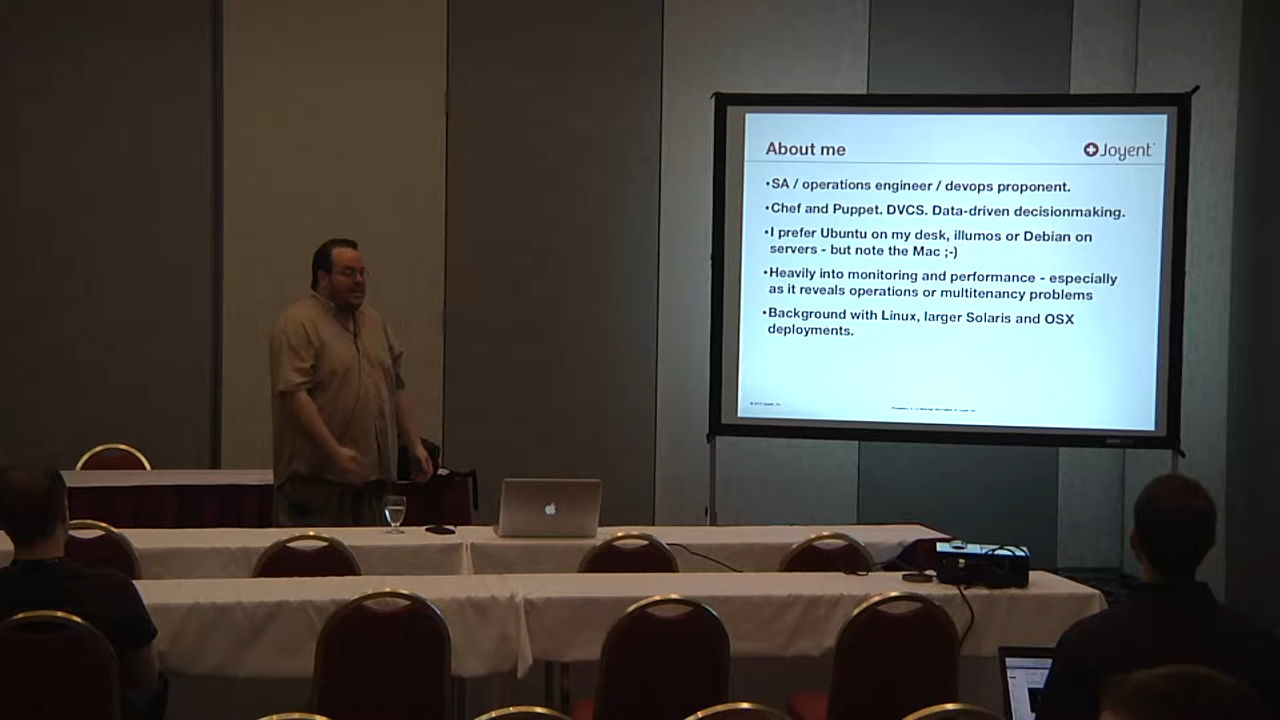 About me
Joyent
•SA / operations engineer / devops proponent.
•Chef and Puppet. DVCS. Data-driven decisionmaking.
•I prefer Ubuntu on my desk, illumos or Debian on
servers - but note the Mac ;-)
•Heavily into monitoring and performance - especially
as it reveals operations or multitenancy problems
•Background with Linux, larger Solaris and OSX
deployments.